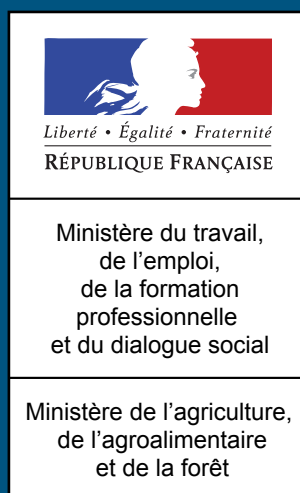 Liberté • Égalité • Fraternité
RÉPUBLIQUE FRANÇAISE
Ministère du travail,
de l’emploi,
de la formation
professionnelle
et du dialogue social
Ministère de l’agriculture,
de l’agroalimentaire
et de la forêt